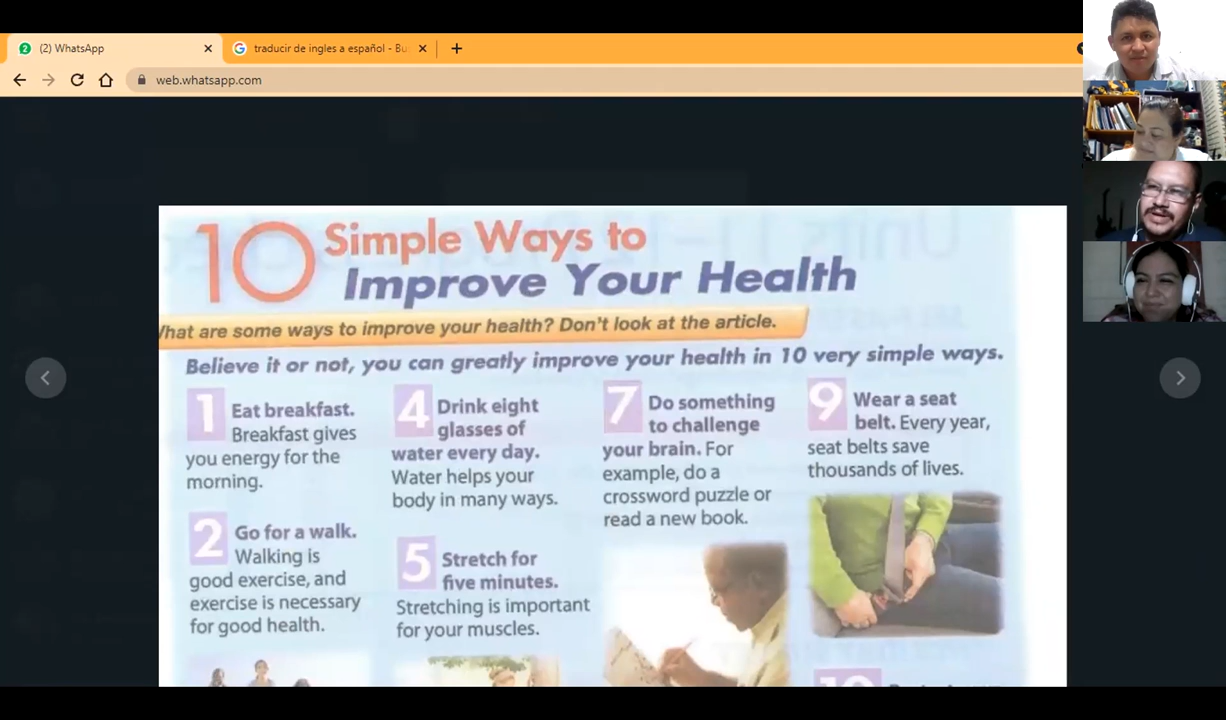 (2) WhatsApp
traducir de ingles a español - Bu
web.whatsapp.com
10 Simple Ways to
Improve Your Health
What are some ways to improve your health? Don't look at the article.
Believe it or not, you can greatly improve your health in 10 very simple ways.
1 Eat breakfast.
Breakfast gives
you energy for the
morning.
2 Go for a walk.
Walking is
good exercise, and
exercise is necessary
for good health.
4 Drink eight
glasses of
water every day.
Water helps your
body in many ways.
5 Stretch for
five minutes.
Stretching is important
for your muscles.
7 Do something
to challenge
your brain. For
example, do a
crossword puzzle or
read a new book.
9 Wear a seat
belt. Every year,
seat belts save
thousands of lives.
10